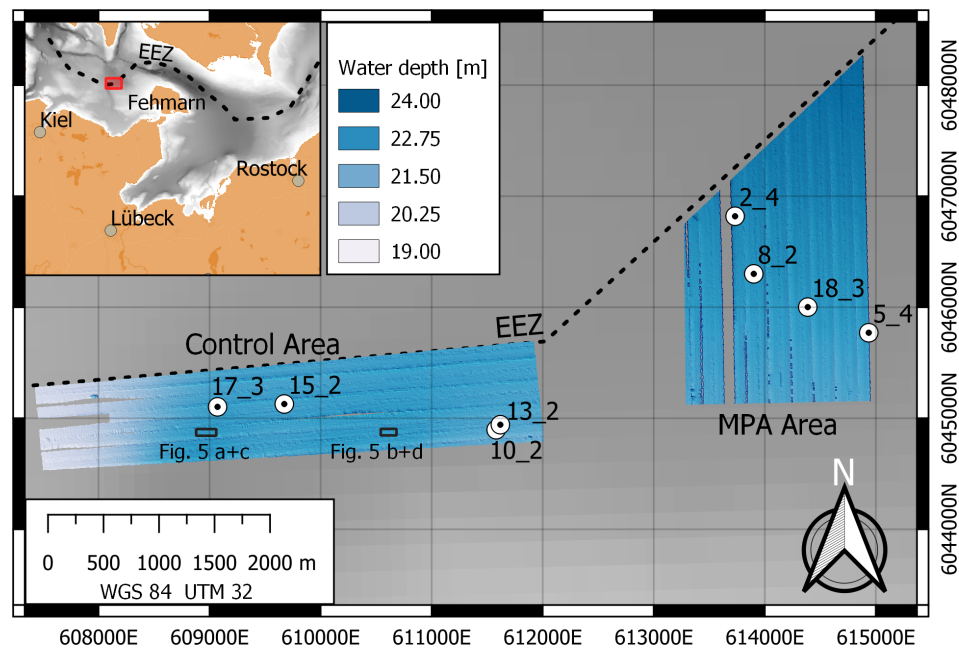 EEZ
Fehmarn
Kiel
Rostock
Lübeck
Water depth [m]
24.00
22.75
21.50
20.25
19.00
2_4
8_2
18_3
5_4
MPA Area
EEZ
Control Area
17_3
15_2
13_2
10_2
Fig. 5 a+c
Fig. 5 b+d
0 500 1000 1500 2000 m
WGS 84 UTM 32
N
6048000N
6047000N
6046000N
6045000N
6044000N
608000E 609000E 610000E 611000E 612000E 613000E 614000E 615000E